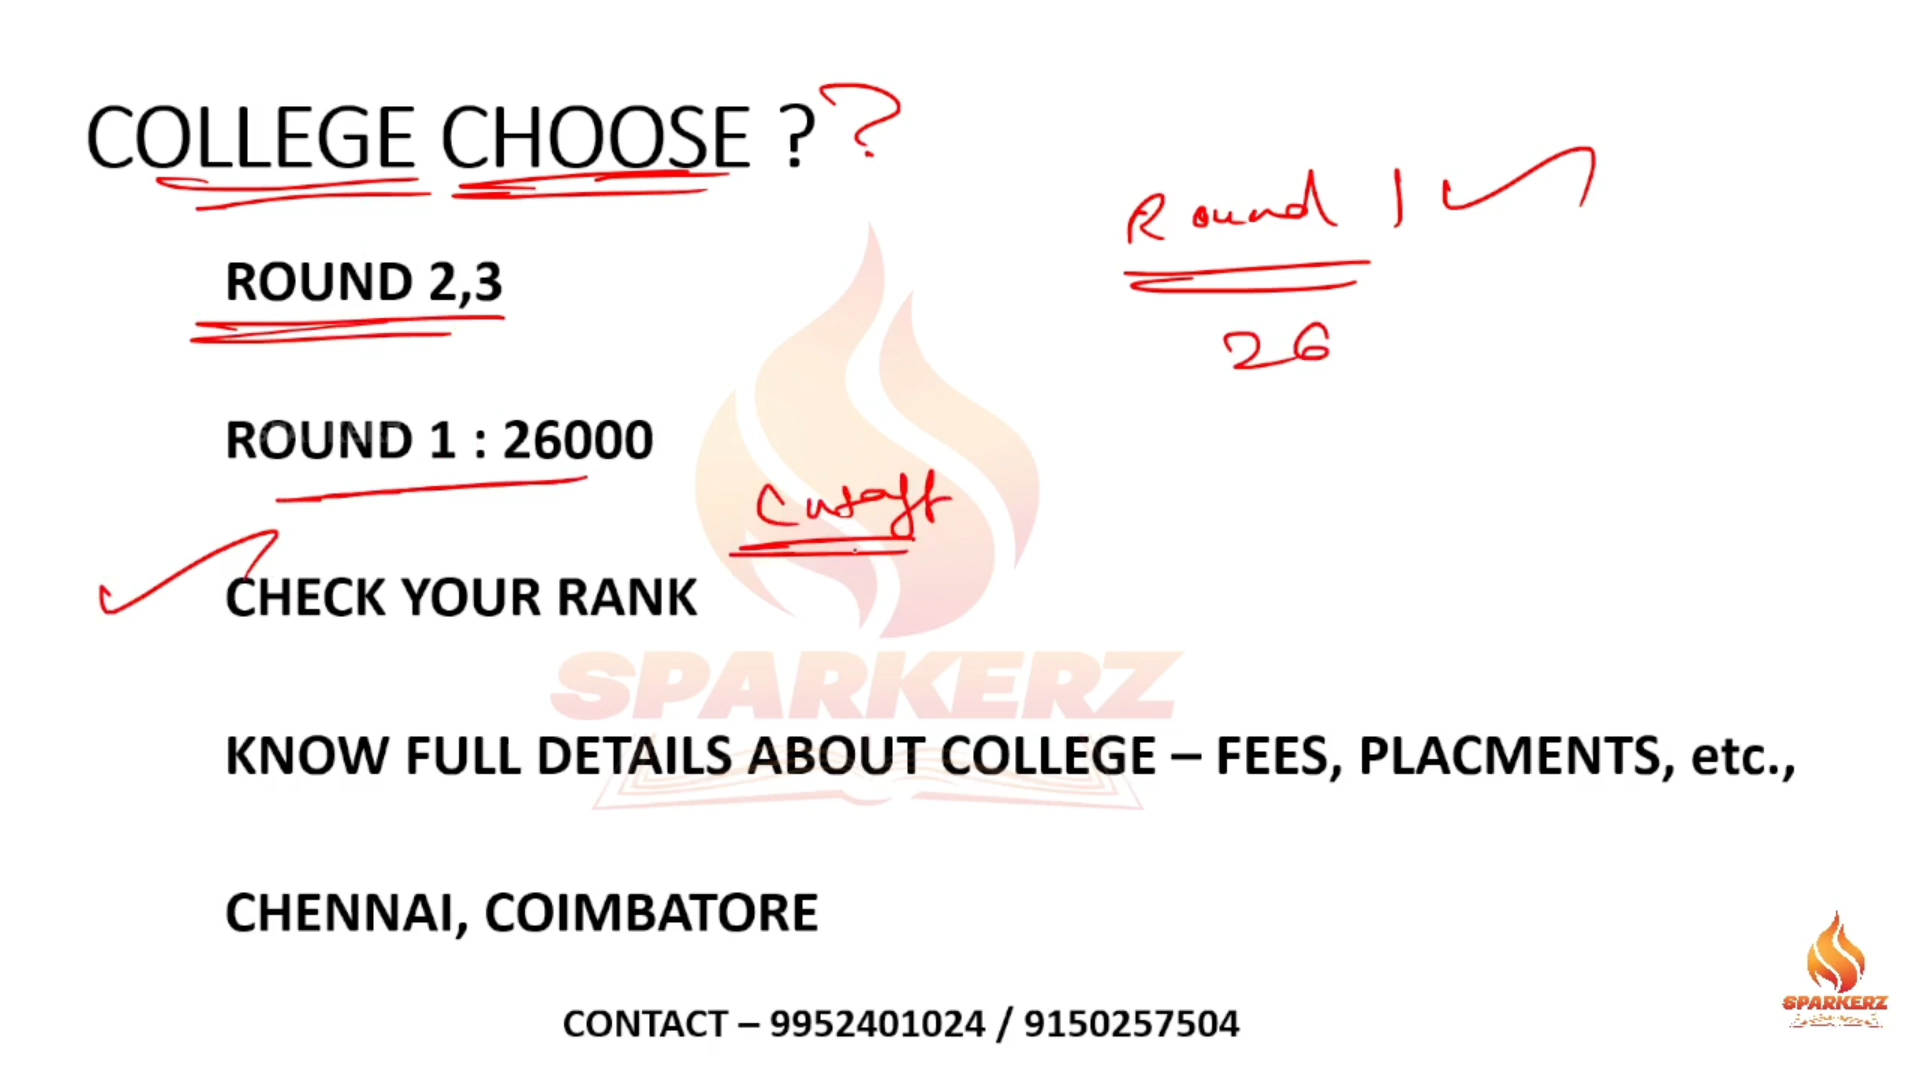 COLLEGE CHOOSE ? ?
Round 1
ROUND 2,3
26
ROUND 1 : 26000
Cutoff
CHECK YOUR RANK
SPARKERZ
KNOW FULL DETAILS ABOUT COLLEGE – FEES, PLACMENTS, etc.,
CHENNAI, COIMBATORE
SPARKERZ
CONTACT – 9952401024 / 9150257504